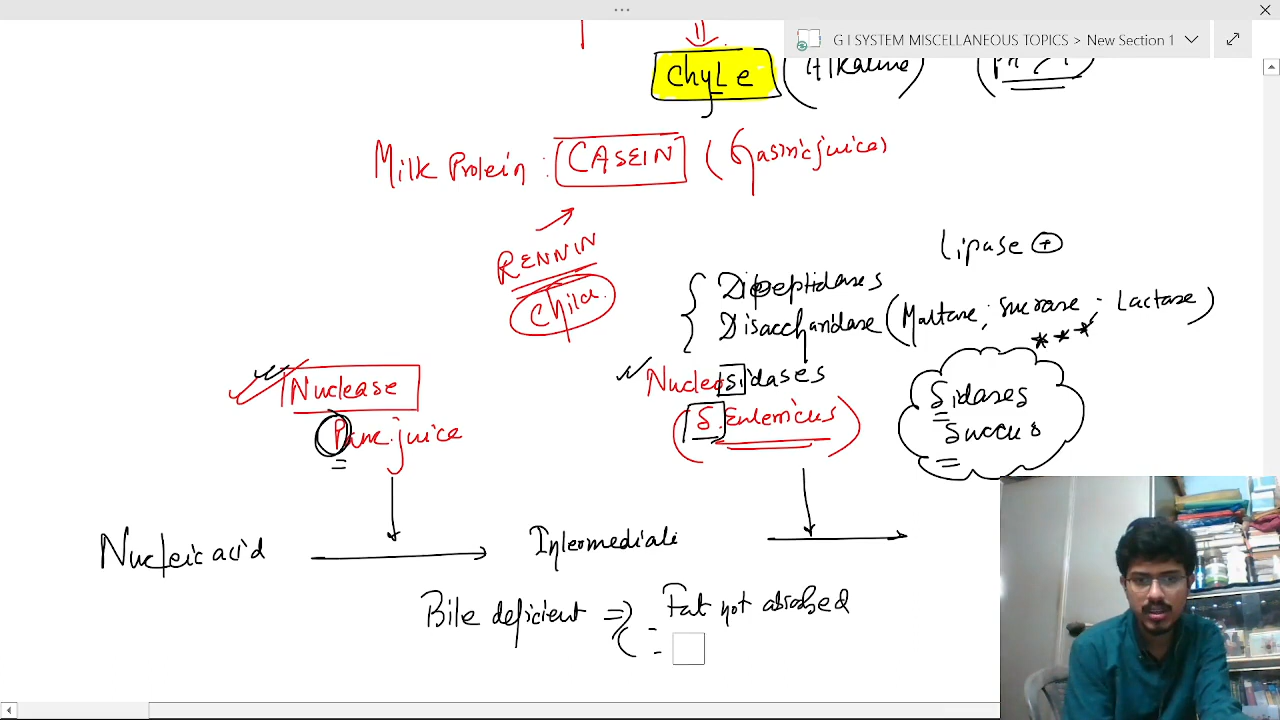 G I SYSTEM MISCELLANEOUS TOPICS > New Section 1
chyLe (Alkaline)
Milk Protein : CASEIN (Gastric juice)
RENNIN
Child
Lipase +
Dipeptidases
Disaccharidase (Maltase, Sucrase, Lactase)
Nuclease
Panc. juice
Nucleosidases
(S. Entericus)
Sidases
Succus
Nucleic acid
Intermediate
Bile deficient ⇒ Fat not absorbed